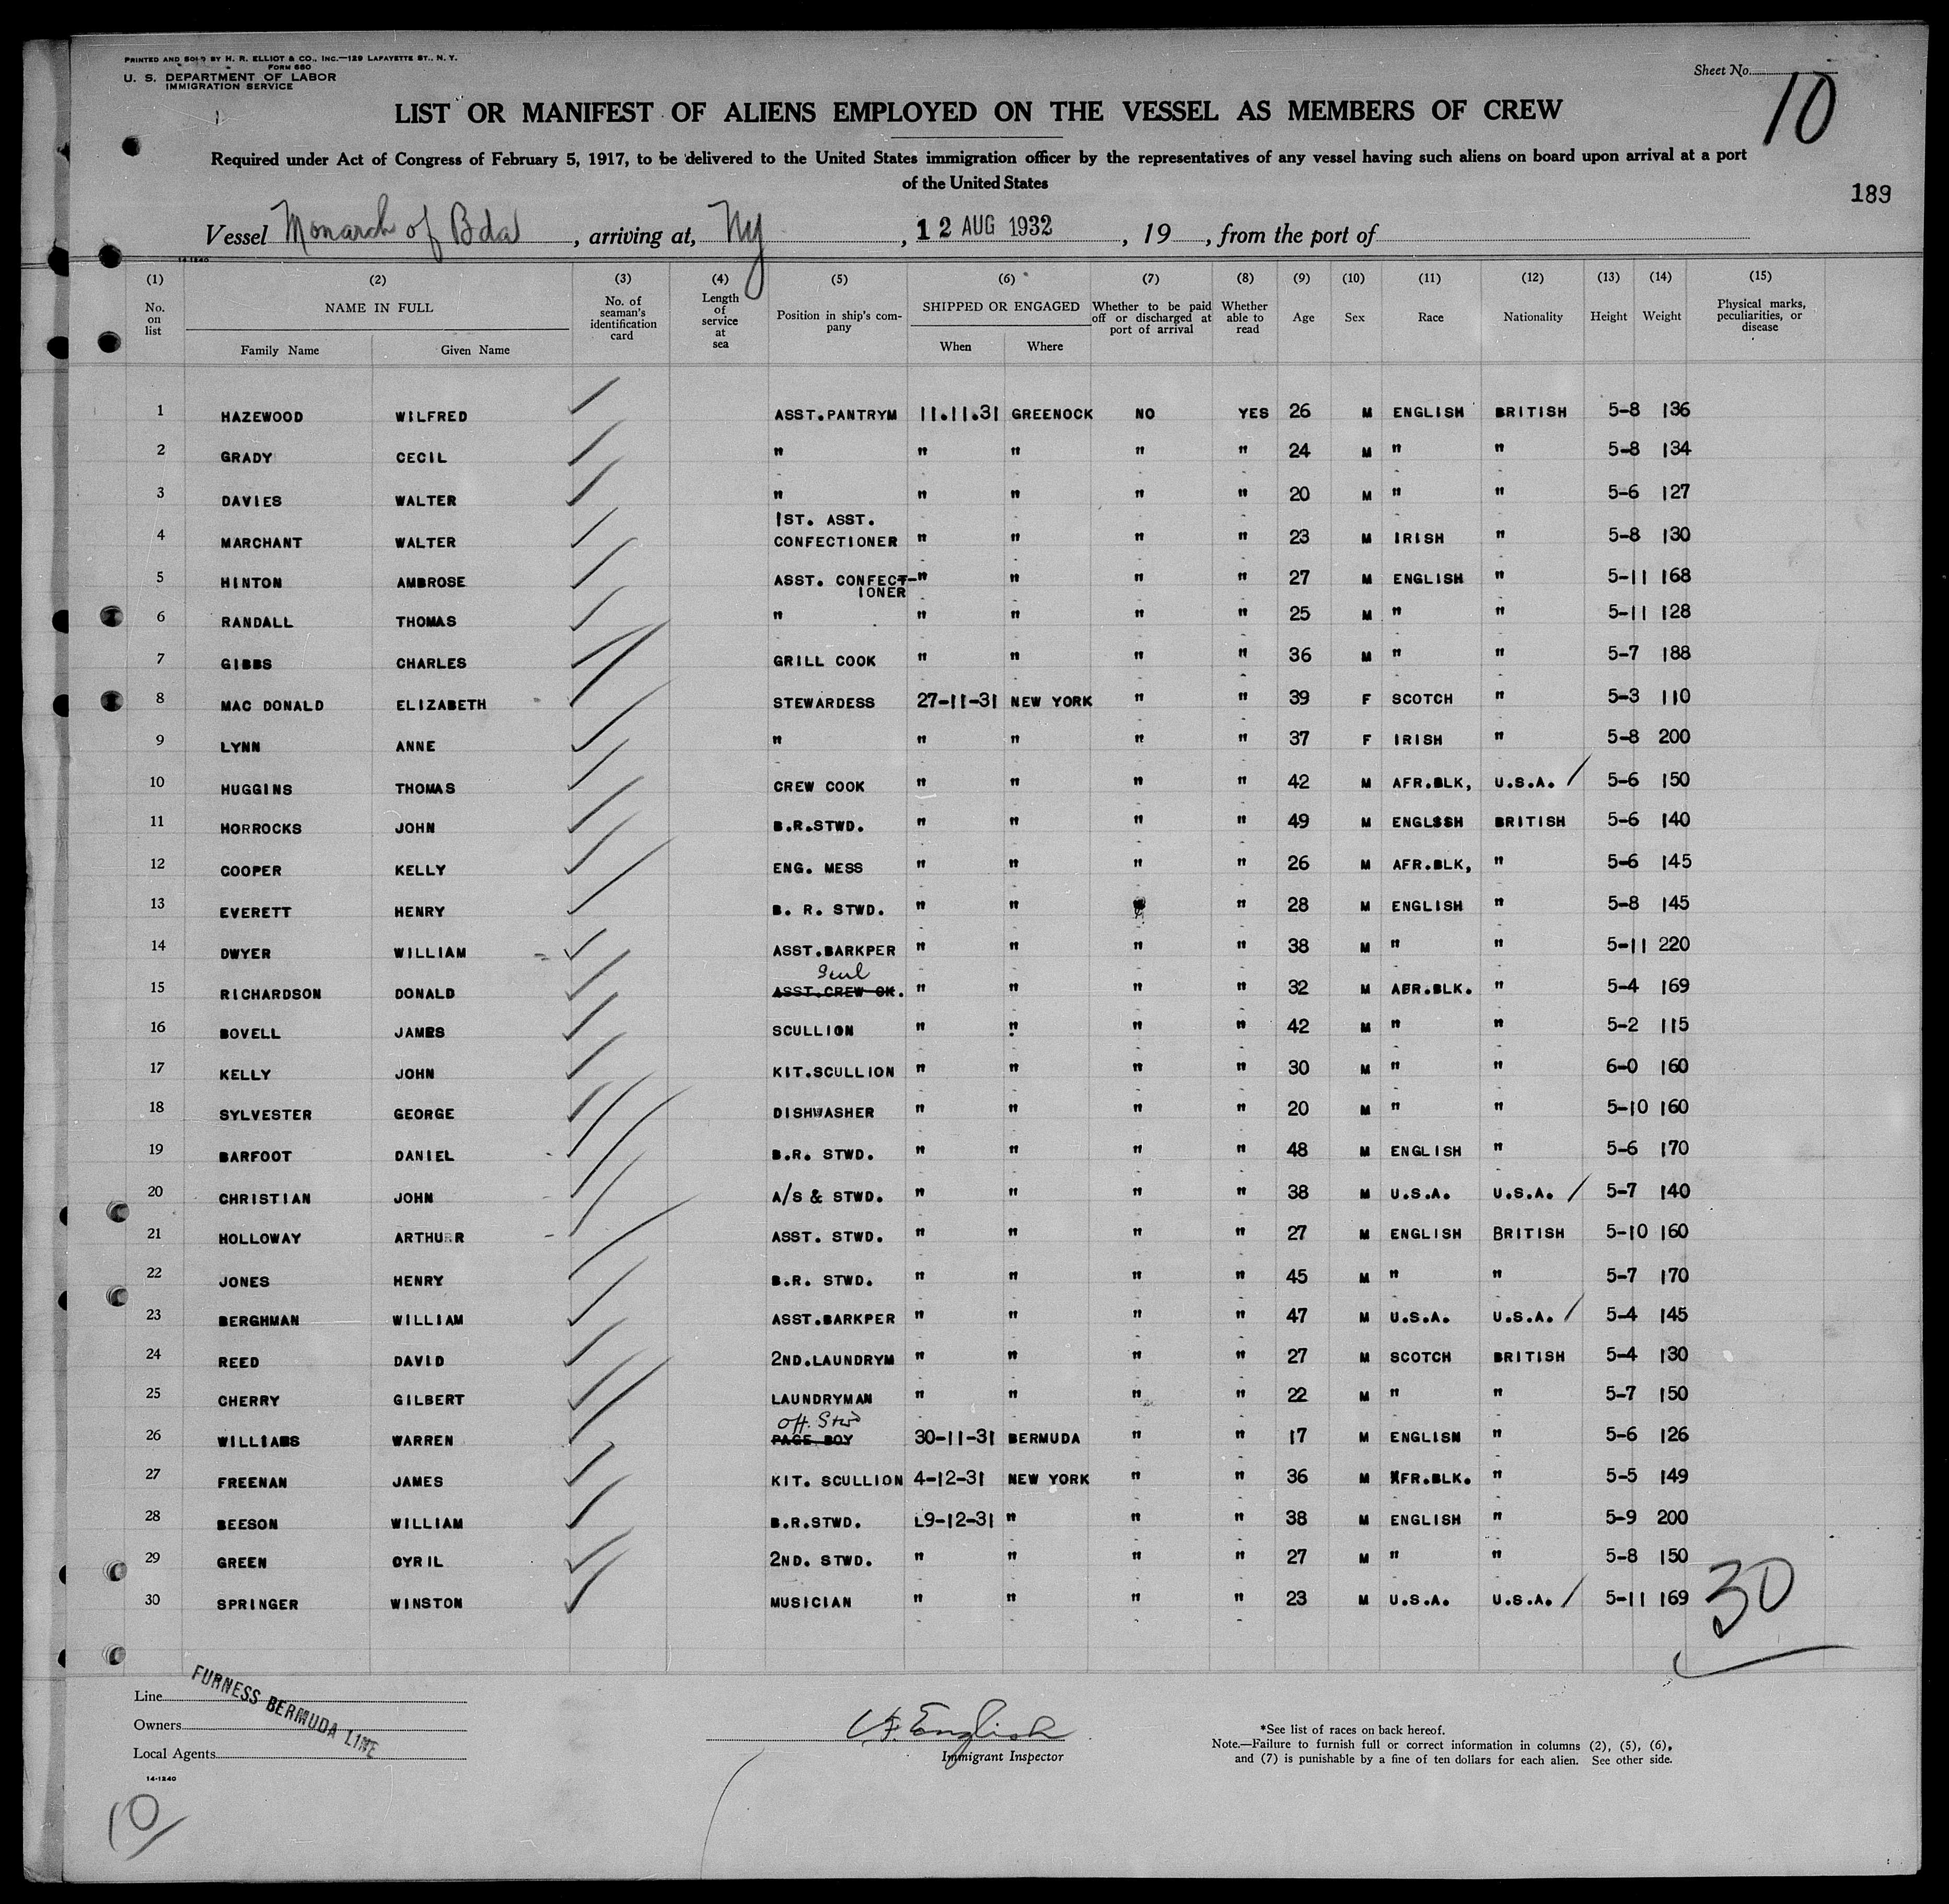 PRINTED AND SOLD BY H. R. ELLIOT & CO., INC.—129 LAFAYETTE ST., N. Y.
FORM 680
U. S. DEPARTMENT OF LABOR
IMMIGRATION SERVICE
Sheet No. 10
LIST OR MANIFEST OF ALIENS EMPLOYED ON THE VESSEL AS MEMBERS OF CREW
Required under Act of Congress of February 5, 1917, to be delivered to the United States immigration officer by the representatives of any vessel having such aliens on board upon arrival at a port
of the United States
189
Vessel Monarch of Bda, arriving at, Ny, 12 AUG 1932, 19, from the port of
14-1240
(1) (2) (3) (4) (5) (6) (7) (8) (9) (10) (11) (12) (13) (14) (15)
No. on list NAME IN FULL Family Name Given Name No. of seaman's identification card Length of service at sea Position in ship's company SHIPPED OR ENGAGED When Where Whether to be paid off or discharged at port of arrival Whether able to read Age Sex Race Nationality Height Weight Physical marks, peculiarities, or disease
1 HAZEWOOD WILFRED ASST.PANTRYM 11.11.31 GREENOCK NO YES 26 M ENGLISH BRITISH 5-8 136
2 GRADY CECIL " " " " " 24 M " " 5-8 134
3 DAVIES WALTER " " " " " 20 M " " 5-6 127
4 MARCHANT WALTER 1ST. ASST. CONFECTIONER " " " " 23 M IRISH " 5-8 130
5 HINTON AMBROSE ASST. CONFECT-IONER " " " " 27 M ENGLISH " 5-11 168
6 RANDALL THOMAS " " " " " 25 M " " 5-11 128
7 GIBBS CHARLES GRILL COOK " " " " 36 M " " 5-7 188
8 MAC DONALD ELIZABETH STEWARDESS 27-11-31 NEW YORK " " 39 F SCOTCH " 5-3 110
9 LYNN ANNE " " " " " 37 F IRISH " 5-8 200
10 HUGGINS THOMAS CREW COOK " " " " 42 M AFR.BLK, U.S.A. / 5-6 150
11 HORROCKS JOHN B.R.STWD. " " " " 49 M ENGLSSH BRITISH 5-6 140
12 COOPER KELLY ENG. MESS " " " " 26 M AFR.BLK, " 5-6 145
13 EVERETT HENRY B. R. STWD. " " " " 28 M ENGLISH " 5-8 145
14 DWYER WILLIAM ASST.BARKPER " " " " 38 M " " 5-11 220
15 RICHARDSON DONALD Scul ASST.CREW CK. " " " " 32 M AFR.BLK. " 5-4 169
16 BOVELL JAMES SCULLION " " " " 42 M " " 5-2 115
17 KELLY JOHN KIT.SCULLION " " " " 30 M " " 6-0 160
18 SYLVESTER GEORGE DISHWASHER " " " " 20 M " " 5-10 160
19 BARFOOT DANIEL B.R. STWD. " " " " 48 M ENGLISH " 5-6 170
20 CHRISTIAN JOHN A/S & STWD. " " " " 38 M U.S.A. U.S.A. / 5-7 140
21 HOLLOWAY ARTHUR ASST. STWD. " " " " 27 M ENGLISH BRITISH 5-10 160
22 JONES HENRY B.R. STWD. " " " " 45 M " " 5-7 170
23 BERGHMAN WILLIAM ASST.BARKPER " " " " 47 M U.S.A. U.S.A. / 5-4 145
24 REED DAVID 2ND.LAUNDRYM " " " " 27 M SCOTCH BRITISH 5-4 130
25 CHERRY GILBERT LAUNDRYMAN " " " " 22 M " " 5-7 150
26 WILLIAMS WARREN Off. Stwd PAGE BOY 30-11-31 BERMUDA " " 17 M ENGLISH " 5-6 126
27 FREENAN JAMES KIT. SCULLION 4-12-31 NEW YORK " " 36 M AFR.BLK. " 5-5 149
28 BEESON WILLIAM B.R.STWD. L9-12-31 " " " 38 M ENGLISH " 5-9 200
29 GREEN CYRIL 2ND. STWD. " " " " 27 M " " 5-8 150
30 SPRINGER WINSTON MUSICIAN " " " " 23 M U.S.A. U.S.A. / 5-11 169
30
Line
Owners
Local Agents
FURNESS BERMUDA LINE
14-1240
English
Immigrant Inspector
*See list of races on back hereof.
Note.—Failure to furnish full or correct information in columns (2), (5), (6),
and (7) is punishable by a fine of ten dollars for each alien. See other side.
10